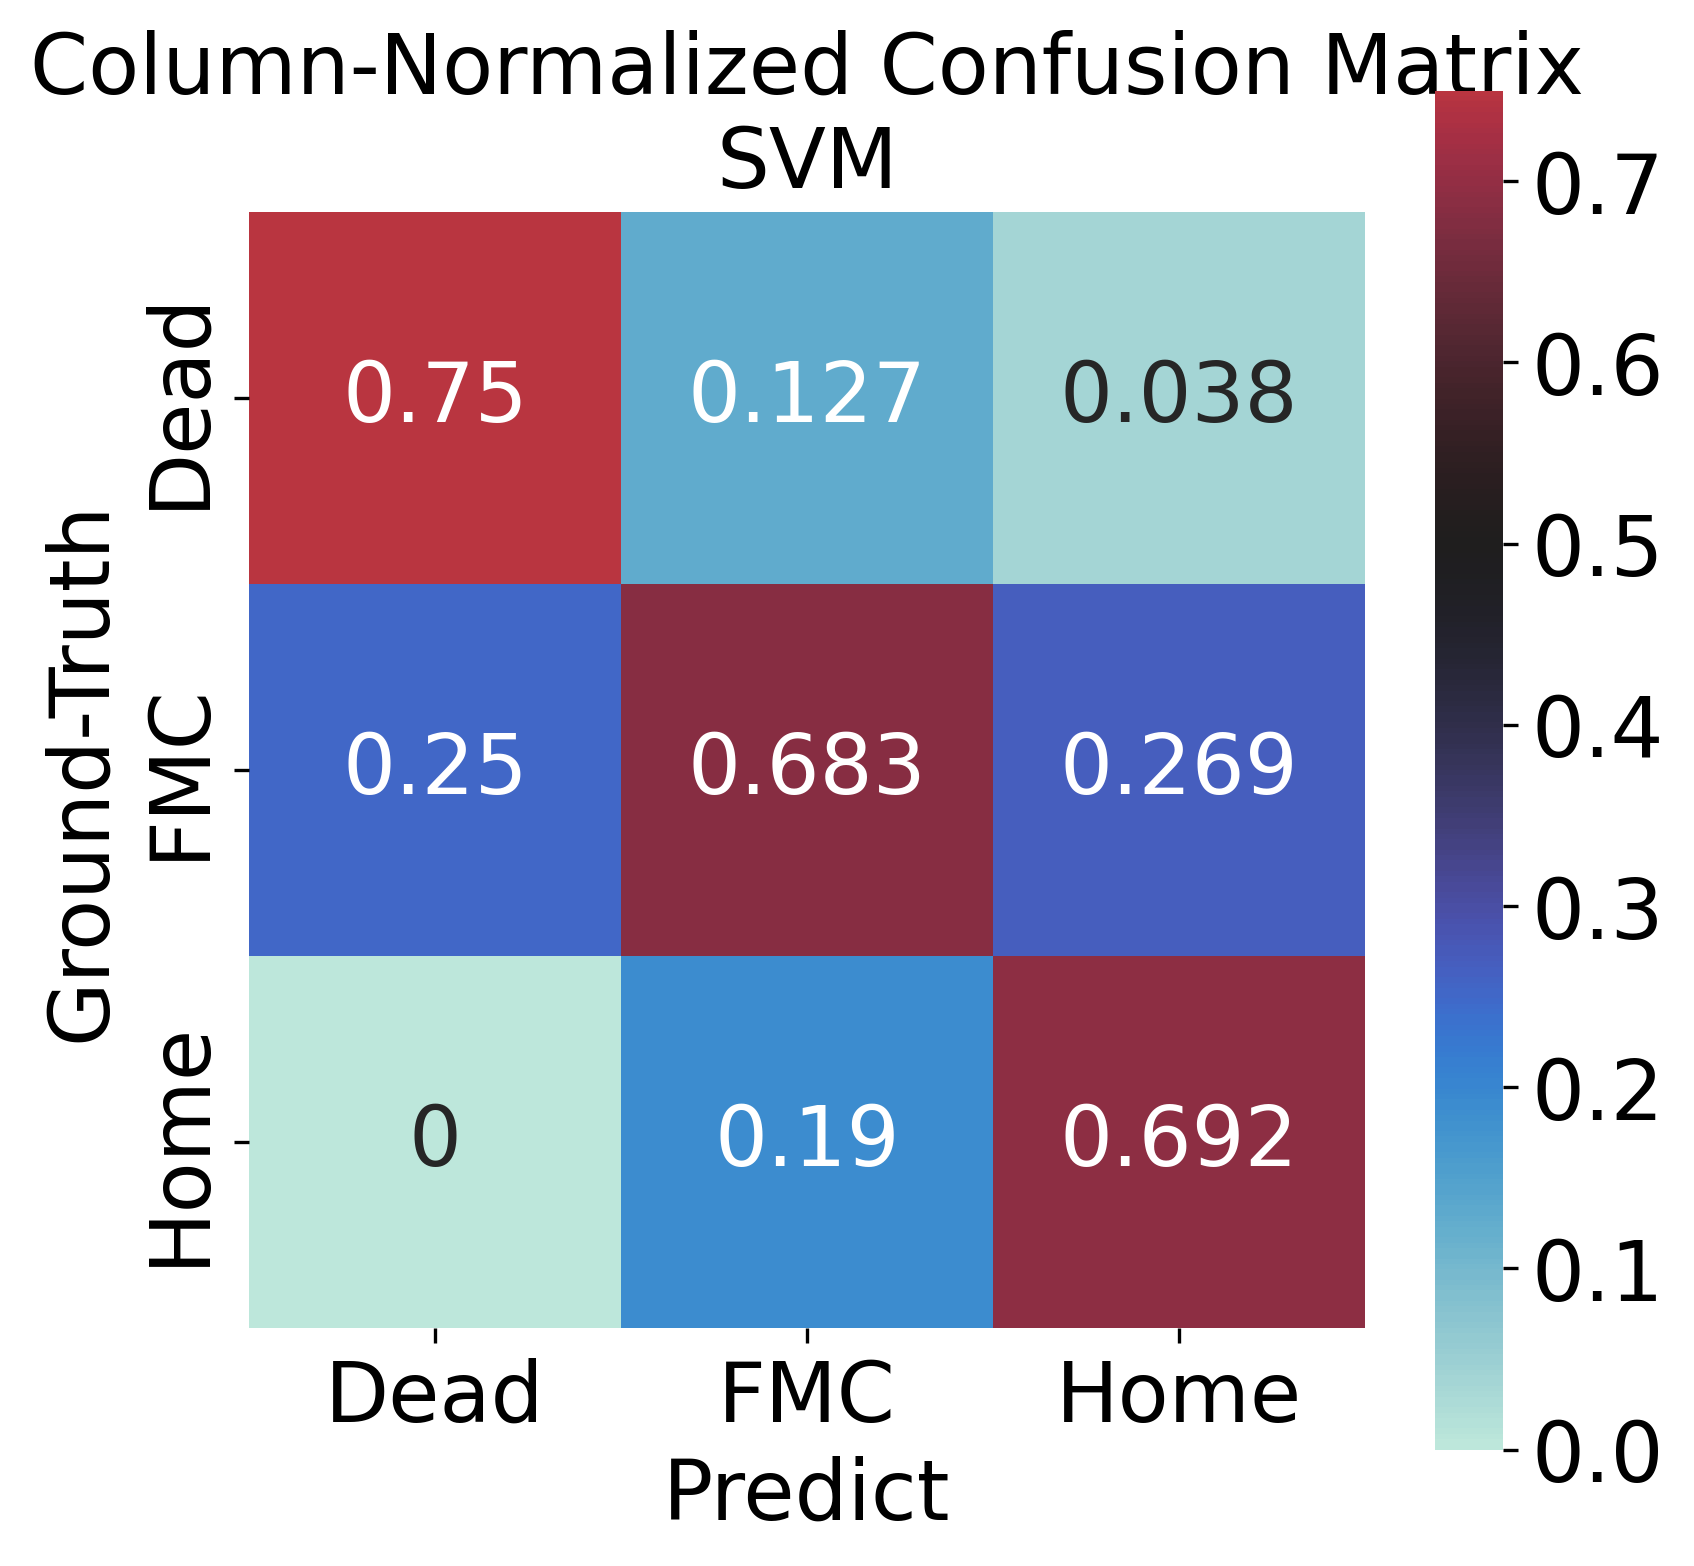 Column-Normalized Confusion Matrix
SVM
Ground-Truth
Dead
0.75 0.127 0.038
FMC
0.25 0.683 0.269
Home
0 0.19 0.692
Dead FMC Home
Predict
0.7
0.6
0.5
0.4
0.3
0.2
0.1
0.0